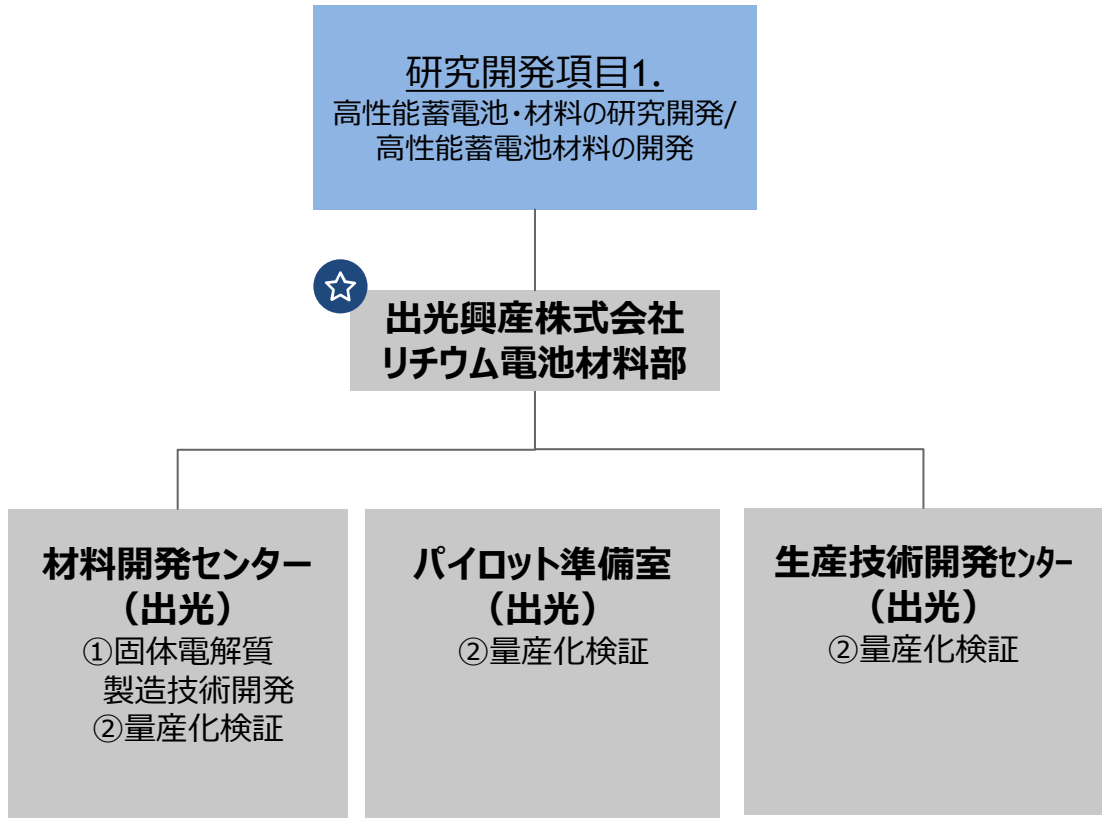 研究開発項目1.
高性能蓄電池・材料の研究開発/
高性能蓄電池材料の開発
出光興産株式会社
リチウム電池材料部
材料開発センター
（出光）
①固体電解質
製造技術開発
②量産化検証
パイロット準備室
（出光）
②量産化検証
生産技術開発ｾﾝﾀｰ
（出光）
②量産化検証